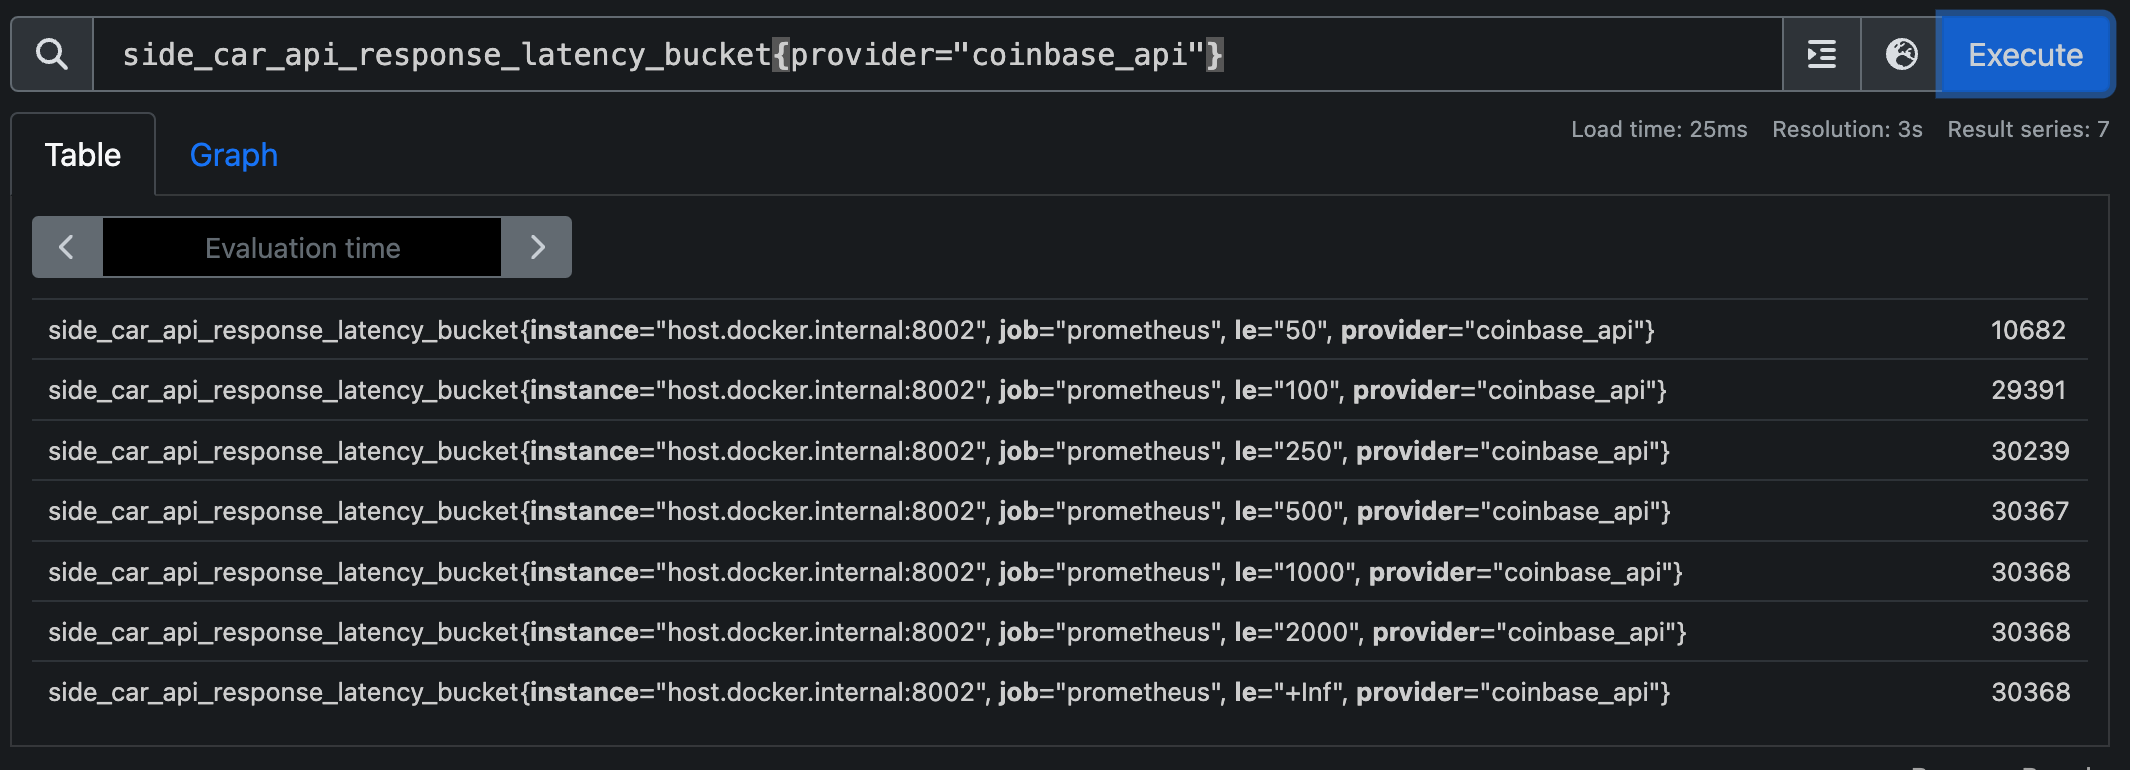 side_car_api_response_latency_bucket{provider="coinbase_api"} Execute
Load time: 25ms Resolution: 3s Result series: 7
Table Graph
Evaluation time
side_car_api_response_latency_bucket{instance="host.docker.internal:8002", job="prometheus", le="50", provider="coinbase_api"} 10682
side_car_api_response_latency_bucket{instance="host.docker.internal:8002", job="prometheus", le="100", provider="coinbase_api"} 29391
side_car_api_response_latency_bucket{instance="host.docker.internal:8002", job="prometheus", le="250", provider="coinbase_api"} 30239
side_car_api_response_latency_bucket{instance="host.docker.internal:8002", job="prometheus", le="500", provider="coinbase_api"} 30367
side_car_api_response_latency_bucket{instance="host.docker.internal:8002", job="prometheus", le="1000", provider="coinbase_api"} 30368
side_car_api_response_latency_bucket{instance="host.docker.internal:8002", job="prometheus", le="2000", provider="coinbase_api"} 30368
side_car_api_response_latency_bucket{instance="host.docker.internal:8002", job="prometheus", le="+Inf", provider="coinbase_api"} 30368